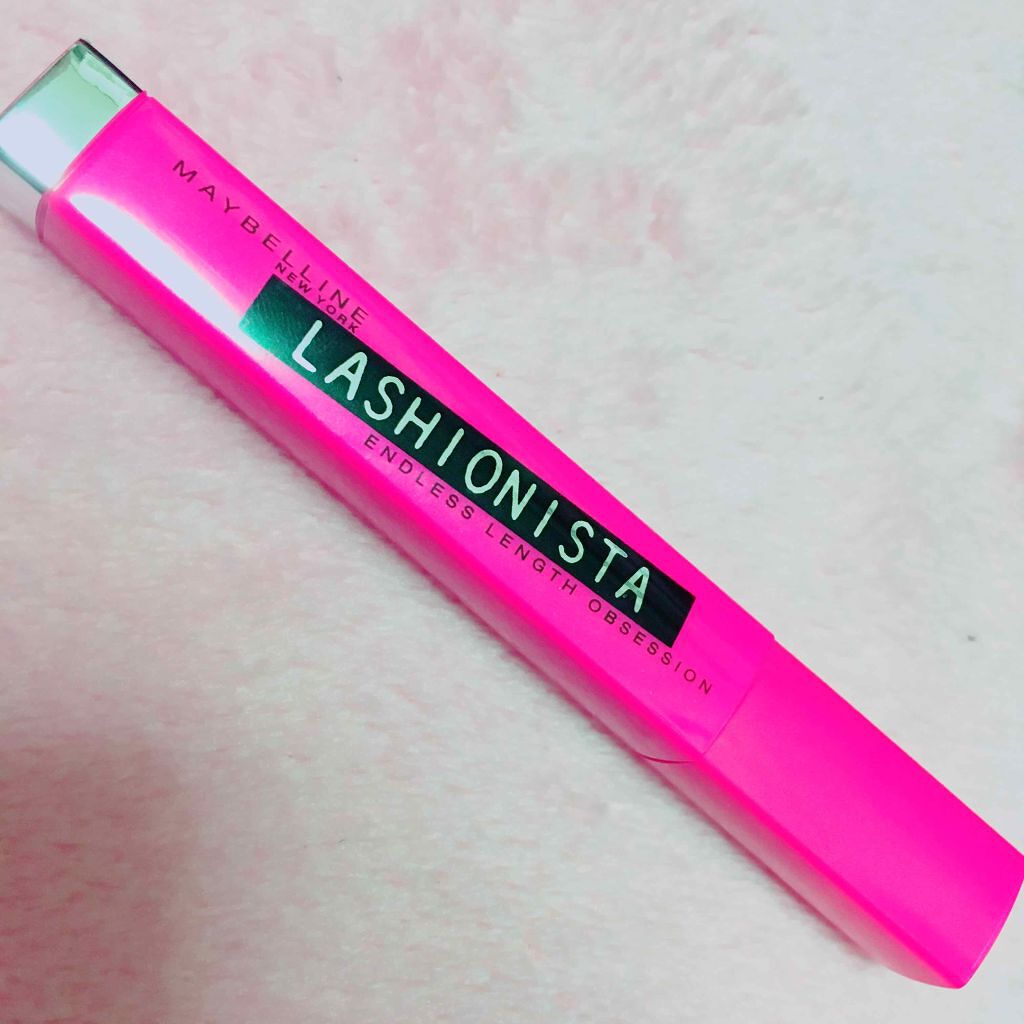 MAYBELLINE
NEW YORK
LASHIONISTA
ENDLESS LENGTH OBSESSION